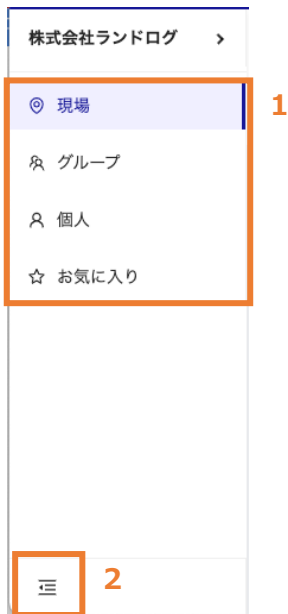 株式会社ランドログ
現場
1
グループ
個人
お気に入り
2